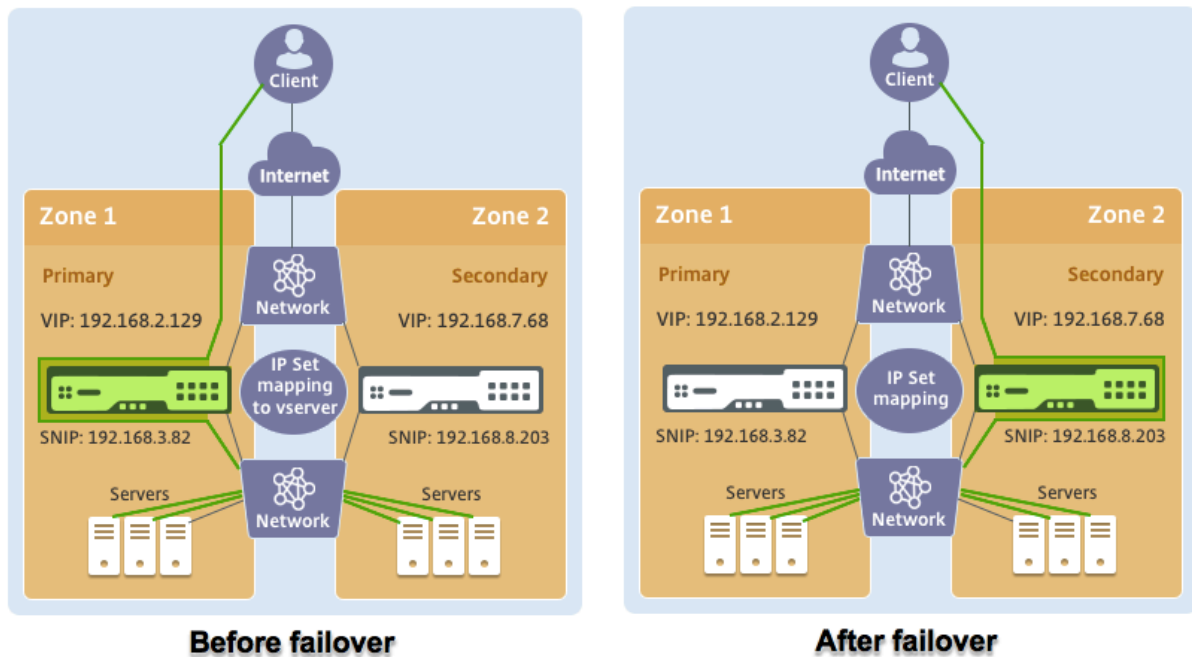 Client
Internet
Zone 1
Zone 2
Primary
Secondary
Network
VIP: 192.168.2.129
VIP: 192.168.7.68
IP Set
mapping
to vserver
SNIP: 192.168.3.82
SNIP: 192.168.8.203
Servers
Servers
Network
Before failover
Client
Internet
Zone 1
Zone 2
Primary
Secondary
Network
VIP: 192.168.2.129
VIP: 192.168.7.68
IP Set
mapping
SNIP: 192.168.3.82
SNIP: 192.168.8.203
Servers
Servers
Network
After failover